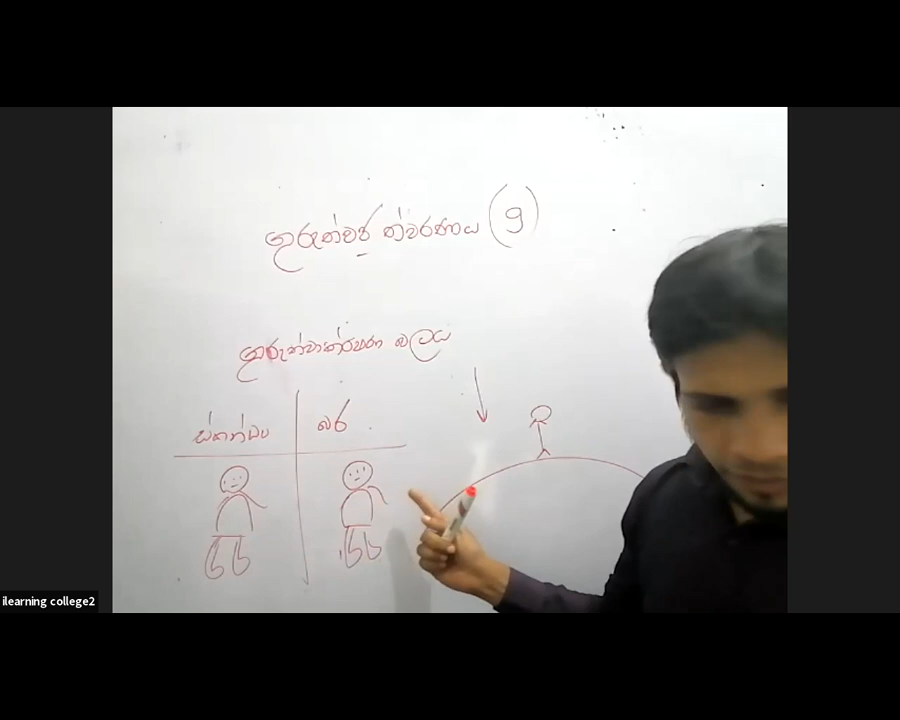 ගුරුත්වජ ත්වරණය (g)
ගුරුත්වාකර්ෂණ බලය
ස්කන්ධය බර
ilearning college2